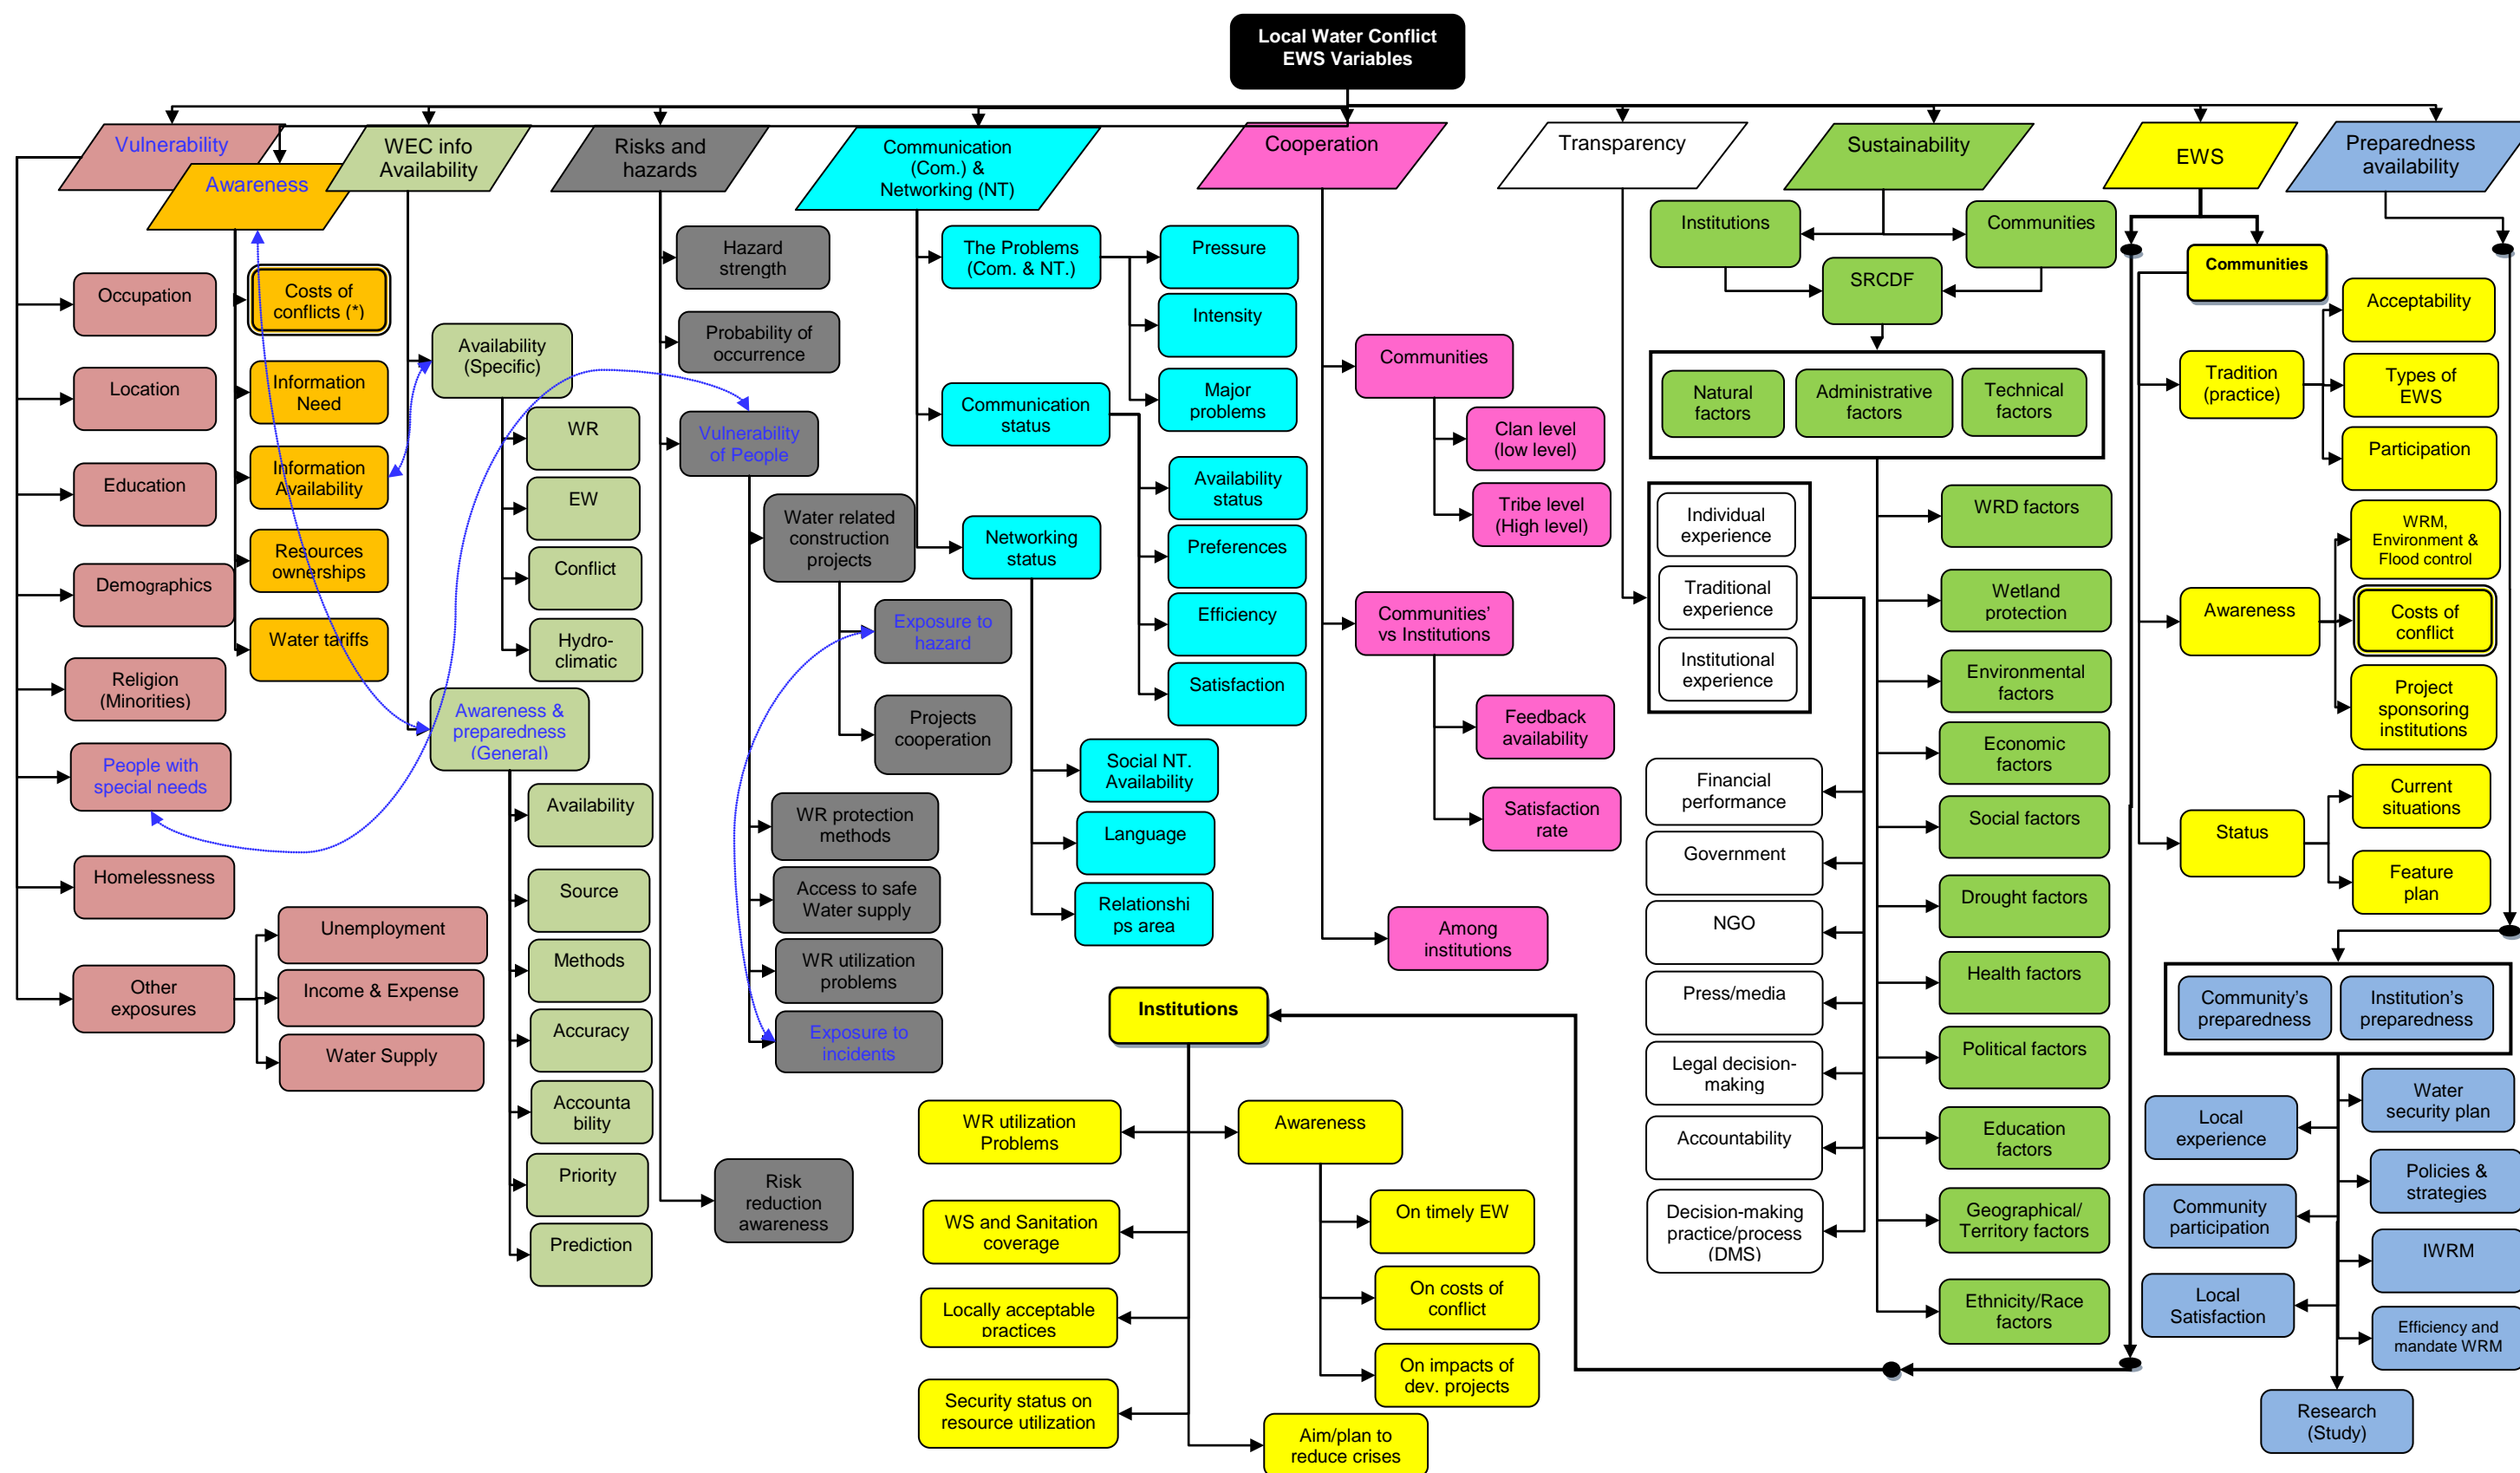 Local Water Conflict
EWS Variables
Vulnerability
Awareness
WEC info
Availability
Risks and
hazards
Communication
(Com.) &
Networking (NT)
Cooperation
Transparency
Sustainability
EWS
Preparedness
availability
Occupation
Location
Education
Demographics
Religion
(Minorities)
People with
special needs
Homelessness
Other
exposures
Unemployment
Income & Expense
Water Supply
Costs of
conflicts (*)
Information
Need
Information
Availability
Resources
ownerships
Water tariffs
Availability
(Specific)
WR
EW
Conflict
Hydro-
climatic
Awareness &
preparedness
(General)
Availability
Source
Methods
Accuracy
Accounta
bility
Priority
Prediction
Hazard
strength
Probability of
occurrence
Vulnerability
of People
Water related
construction
projects
Exposure to
hazard
Projects
cooperation
WR protection
methods
Access to safe
Water supply
WR utilization
problems
Exposure to
incidents
Risk
reduction
awareness
The Problems
(Com. & NT.)
Pressure
Intensity
Major
problems
Communication
status
Availability
status
Preferences
Efficiency
Satisfaction
Networking
status
Social NT.
Availability
Language
Relationshi
ps area
Communities
Clan level
(low level)
Tribe level
(High level)
Communities'
vs Institutions
Feedback
availability
Satisfaction
rate
Among
institutions
Individual
experience
Traditional
experience
Institutional
experience
Financial
performance
Government
NGO
Press/media
Legal decision-
making
Accountability
Decision-making
practice/process
(DMS)
Institutions
Communities
SRCDF
Natural
factors
Administrative
factors
Technical
factors
WRD factors
Wetland
protection
Environmental
factors
Economic
factors
Social factors
Drought factors
Health factors
Political factors
Education
factors
Geographical/
Territory factors
Ethnicity/Race
factors
Communities
Tradition
(practice)
Acceptability
Types of
EWS
Participation
Awareness
WRM,
Environment &
Flood control
Costs of
conflict
Project
sponsoring
institutions
Status
Current
situations
Feature
plan
Institutions
WR utilization
Problems
Awareness
WS and Sanitation
coverage
On timely EW
Locally acceptable
practices
On costs of
conflict
Security status on
resource utilization
On impacts of
dev. projects
Aim/plan to
reduce crises
Community's
preparedness
Institution's
preparedness
Water
security plan
Local
experience
Policies &
strategies
Community
participation
IWRM
Local
Satisfaction
Efficiency and
mandate WRM
Research
(Study)